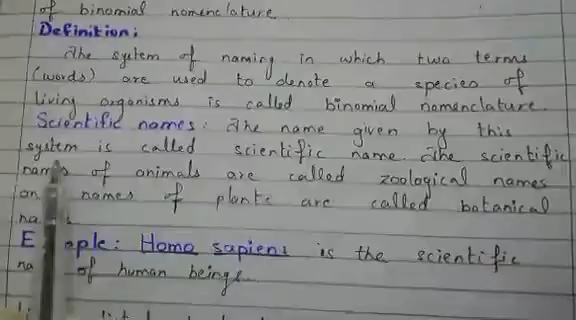 of binomial nomenclature
Definition:
The system of naming in which two terms
(words) are used to denote a species of
living organisms is called binomial nomenclature.
Scientific names: The name given by this
system is called scientific name. The scientific
names of animals are called zoological names
names of plants are called botanical
Homo sapiens is the scientific
of human beings